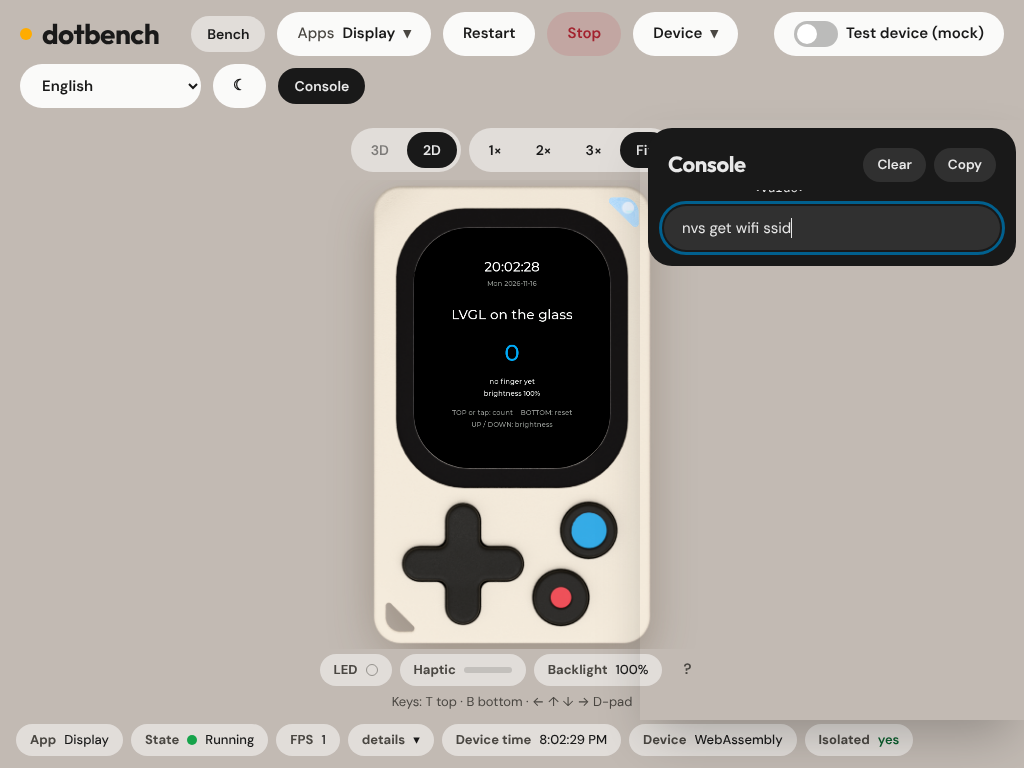 dotbench
Bench
Apps Display ▾
Restart
Stop
Device ▾
Test device (mock)
English
Console
3D
2D
1×
2×
3×
Console
Clear
Copy
nvs get wifi ssid
20:02:28
Mon 2026-11-16
LVGL on the glass
0
no finger yet
brightness 100%
TOP or tap: count BOTTOM: reset
UP / DOWN: brightness
LED
Haptic
Backlight 100%
?
Keys: T top · B bottom · ← ↑ ↓ → D-pad
App Display
State Running
FPS 1
details ▾
Device time 8:02:29 PM
Device WebAssembly
Isolated yes